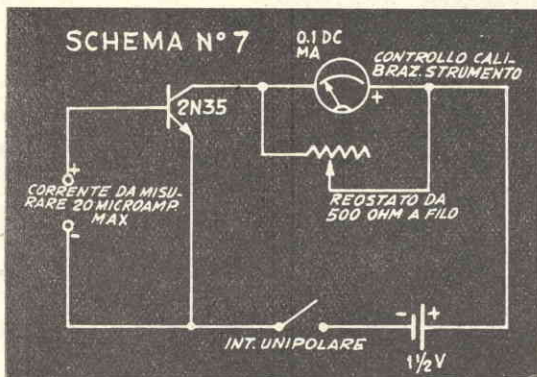 SCHEMA Nº 7
0.1 DC
MA
CONTROLLO CALI-
BRAZ. STRUMENTO
+
2N35
+
CORRENTE DA MISU-
RARE 20 MICROAMP.
MAX
-
REOSTATO DA
500 OHM A FILO
INT. UNIPOLARE
- +
1½ V